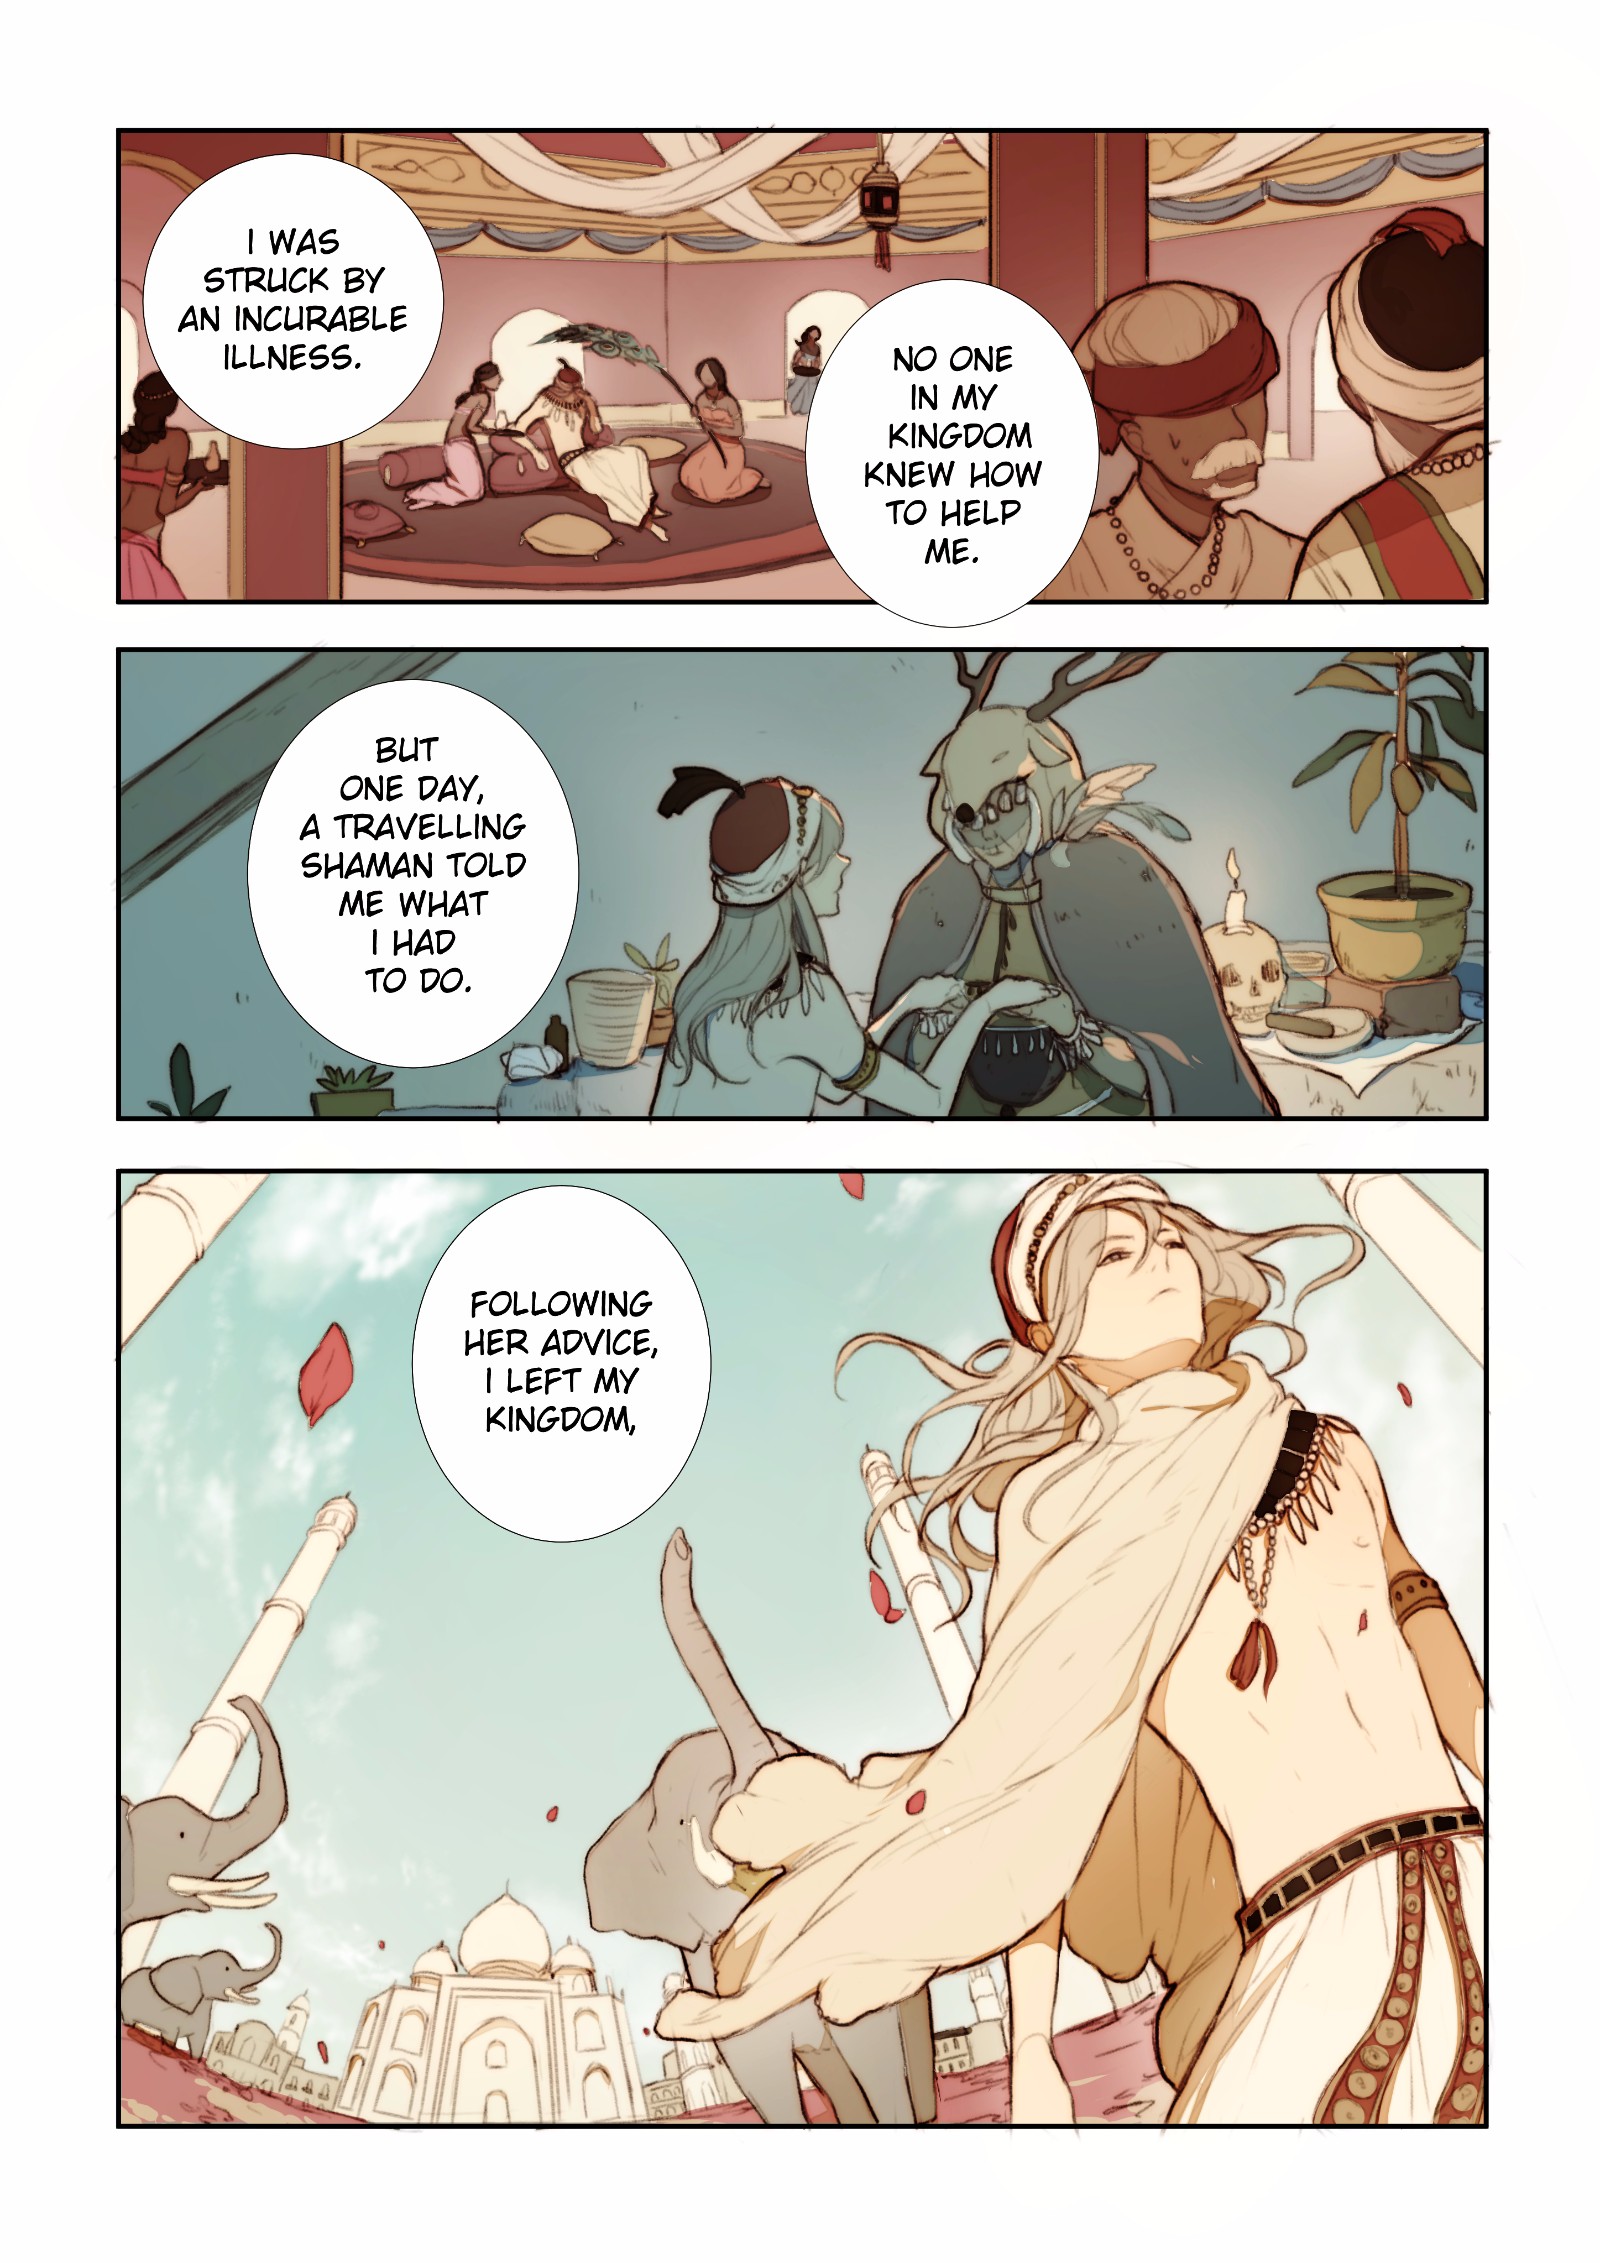 I WAS
STRUCK BY
AN INCURABLE
ILLNESS.
NO ONE
IN MY
KINGDOM
KNEW HOW
TO HELP
ME.
BUT
ONE DAY,
A TRAVELLING
SHAMAN TOLD
ME WHAT
I HAD
TO DO.
FOLLOWING
HER ADVICE,
I LEFT MY
KINGDOM,